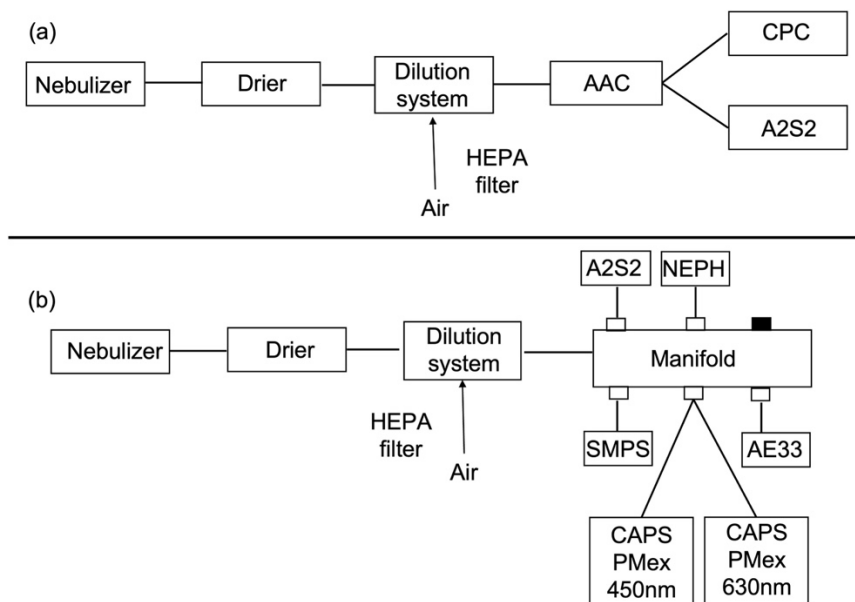 (a)
Nebulizer
Drier
Dilution
system
AAC
CPC
A2S2
HEPA
filter
Air
(b)
A2S2
NEPH
Nebulizer
Drier
Dilution
system
Manifold
HEPA
filter
Air
SMPS
AE33
CAPS
PMex
450nm
CAPS
PMex
630nm